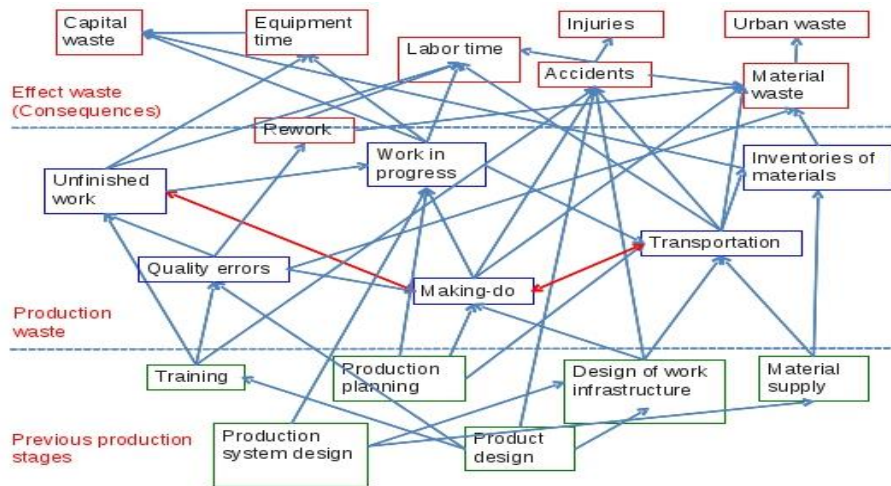 Capital
waste
Equipment
time
Injuries
Urban waste
Labor time
Accidents
Material
waste
Effect waste
(Consequences)
Rework
Work in
progress
Inventories of
materials
Unfinished
work
Transportation
Quality errors
Making-do
Production
waste
Training
Production
planning
Design of work
infrastructure
Material
supply
Previous production
stages
Production
system design
Product
design